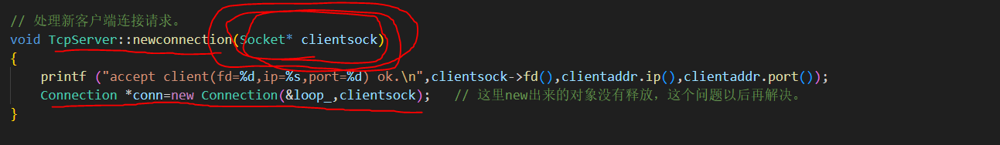 // 处理新客户端连接请求。
void TcpServer::newconnection(Socket* clientsock)
{
printf ("accept client(fd=%d,ip=%s,port=%d) ok.\n",clientsock->fd(),clientaddr.ip(),clientaddr.port());
Connection *conn=new Connection(&loop_,clientsock);   // 这里new出来的对象没有释放，这个问题以后再解决。
}